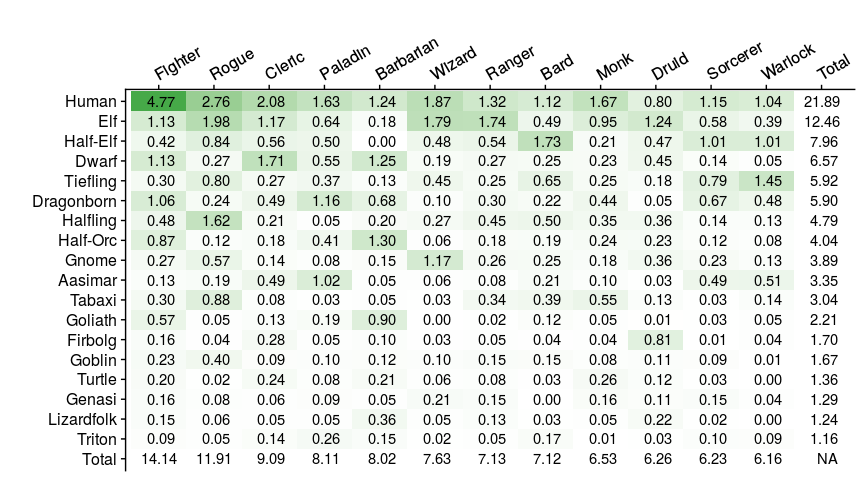 Fighter Rogue Cleric Paladin Barbarian Wizard Ranger Bard Monk Druid Sorcerer Warlock Total
Human 4.77 2.76 2.08 1.63 1.24 1.87 1.32 1.12 1.67 0.80 1.15 1.04 21.89
Elf 1.13 1.98 1.17 0.64 0.18 1.79 1.74 0.49 0.95 1.24 0.58 0.39 12.46
Half-Elf 0.42 0.84 0.56 0.50 0.00 0.48 0.54 1.73 0.21 0.47 1.01 1.01 7.96
Dwarf 1.13 0.27 1.71 0.55 1.25 0.19 0.27 0.25 0.23 0.45 0.14 0.05 6.57
Tiefling 0.30 0.80 0.27 0.37 0.13 0.45 0.25 0.65 0.25 0.18 0.79 1.45 5.92
Dragonborn 1.06 0.24 0.49 1.16 0.68 0.10 0.30 0.22 0.44 0.05 0.67 0.48 5.90
Halfling 0.48 1.62 0.21 0.05 0.20 0.27 0.45 0.50 0.35 0.36 0.14 0.13 4.79
Half-Orc 0.87 0.12 0.18 0.41 1.30 0.06 0.18 0.19 0.24 0.23 0.12 0.08 4.04
Gnome 0.27 0.57 0.14 0.08 0.15 1.17 0.26 0.25 0.18 0.36 0.23 0.13 3.89
Aasimar 0.13 0.19 0.49 1.02 0.05 0.06 0.08 0.21 0.10 0.03 0.49 0.51 3.35
Tabaxi 0.30 0.88 0.08 0.03 0.05 0.03 0.34 0.39 0.55 0.13 0.03 0.14 3.04
Goliath 0.57 0.05 0.13 0.19 0.90 0.00 0.02 0.12 0.05 0.01 0.03 0.05 2.21
Firbolg 0.16 0.04 0.28 0.05 0.10 0.03 0.05 0.04 0.04 0.81 0.01 0.04 1.70
Goblin 0.23 0.40 0.09 0.10 0.12 0.10 0.15 0.15 0.08 0.11 0.09 0.01 1.67
Turtle 0.20 0.02 0.24 0.08 0.21 0.06 0.08 0.03 0.26 0.12 0.03 0.00 1.36
Genasi 0.16 0.08 0.06 0.09 0.05 0.21 0.15 0.00 0.16 0.11 0.15 0.04 1.29
Lizardfolk 0.15 0.06 0.05 0.05 0.36 0.05 0.13 0.03 0.05 0.22 0.02 0.00 1.24
Triton 0.09 0.05 0.14 0.26 0.15 0.02 0.05 0.17 0.01 0.03 0.10 0.09 1.16
Total 14.14 11.91 9.09 8.11 8.02 7.63 7.13 7.12 6.53 6.26 6.23 6.16 NA